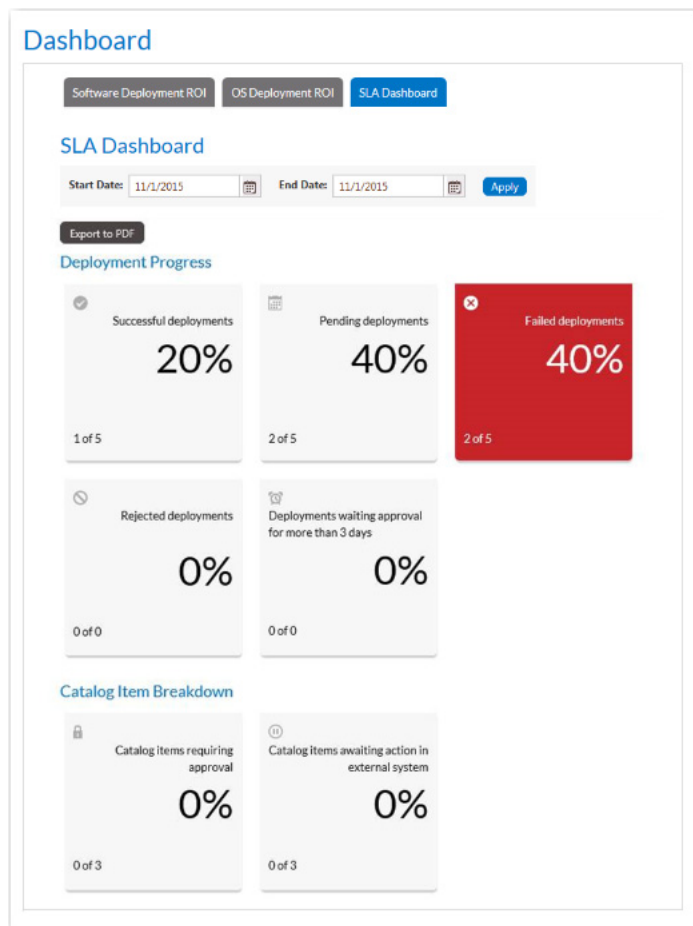 Dashboard
Software Deployment ROI
OS Deployment ROI
SLA Dashboard
SLA Dashboard
Start Date: 11/1/2015 End Date: 11/1/2015 Apply
Export to PDF
Deployment Progress
Successful deployments
20%
1 of 5
Pending deployments
40%
2 of 5
Failed deployments
40%
2 of 5
Rejected deployments
0%
0 of 0
Deployments waiting approval
for more than 3 days
0%
0 of 0
Catalog Item Breakdown
Catalog items requiring
approval
0%
0 of 3
Catalog items awaiting action in
external system
0%
0 of 3